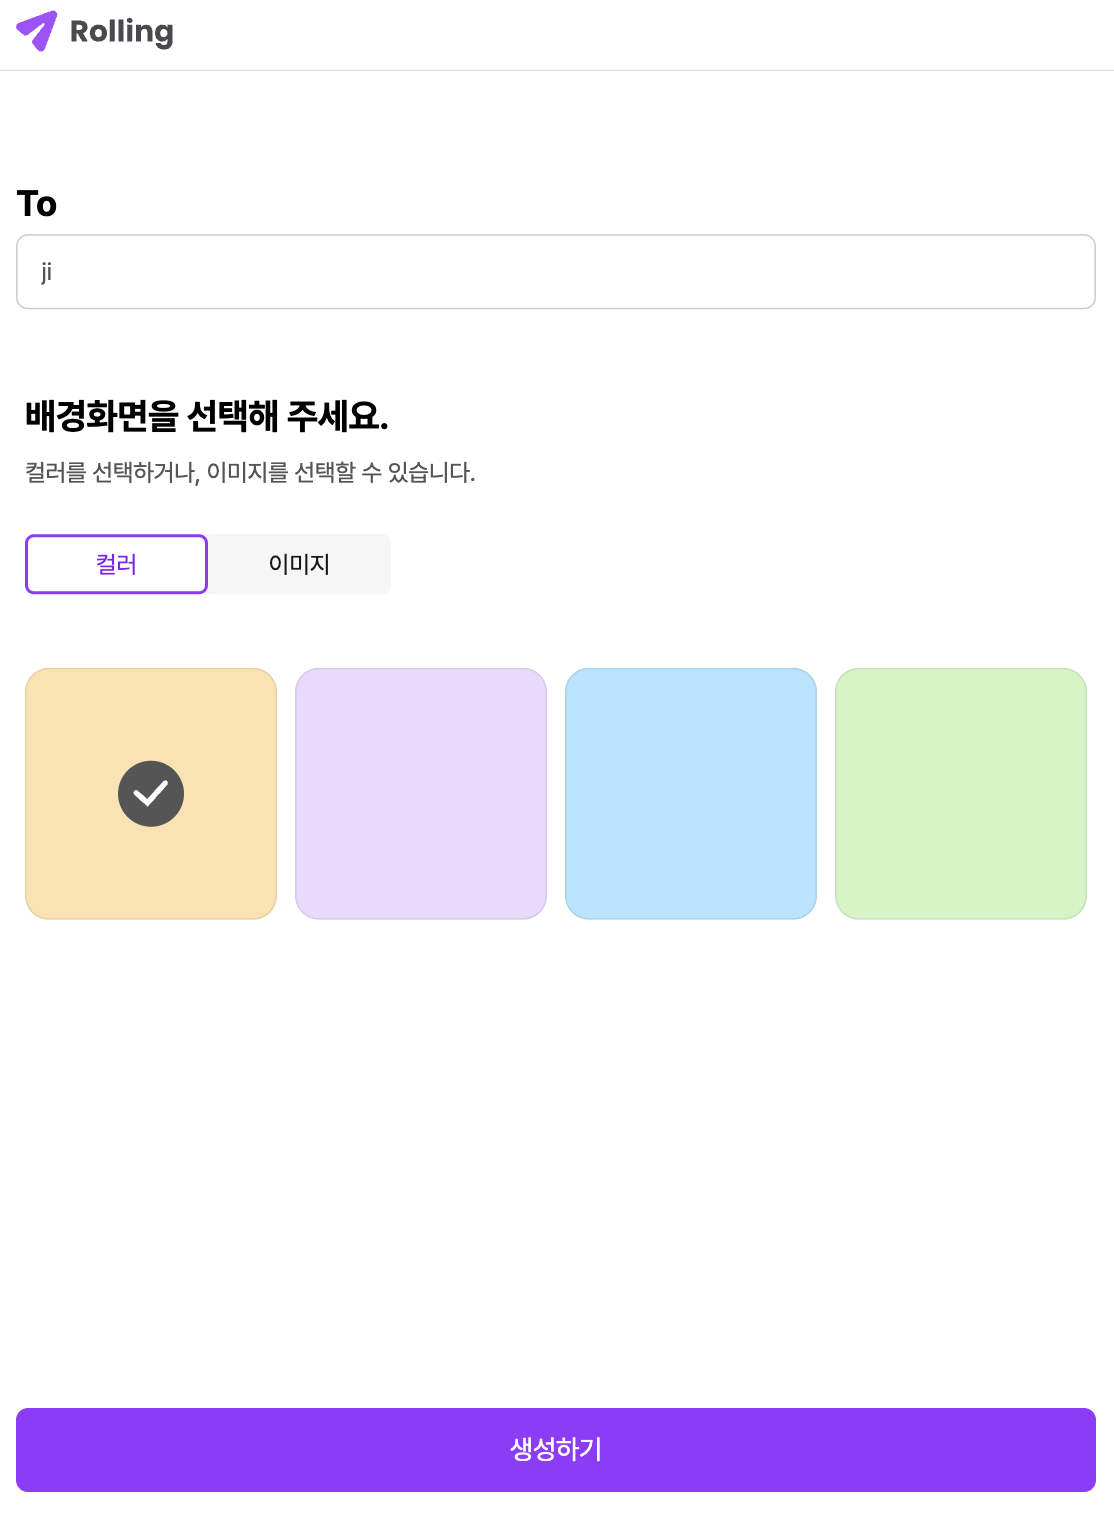 Rolling
To
ji
배경화면을 선택해 주세요.
컬러를 선택하거나, 이미지를 선택할 수 있습니다.
컬러
이미지
생성하기